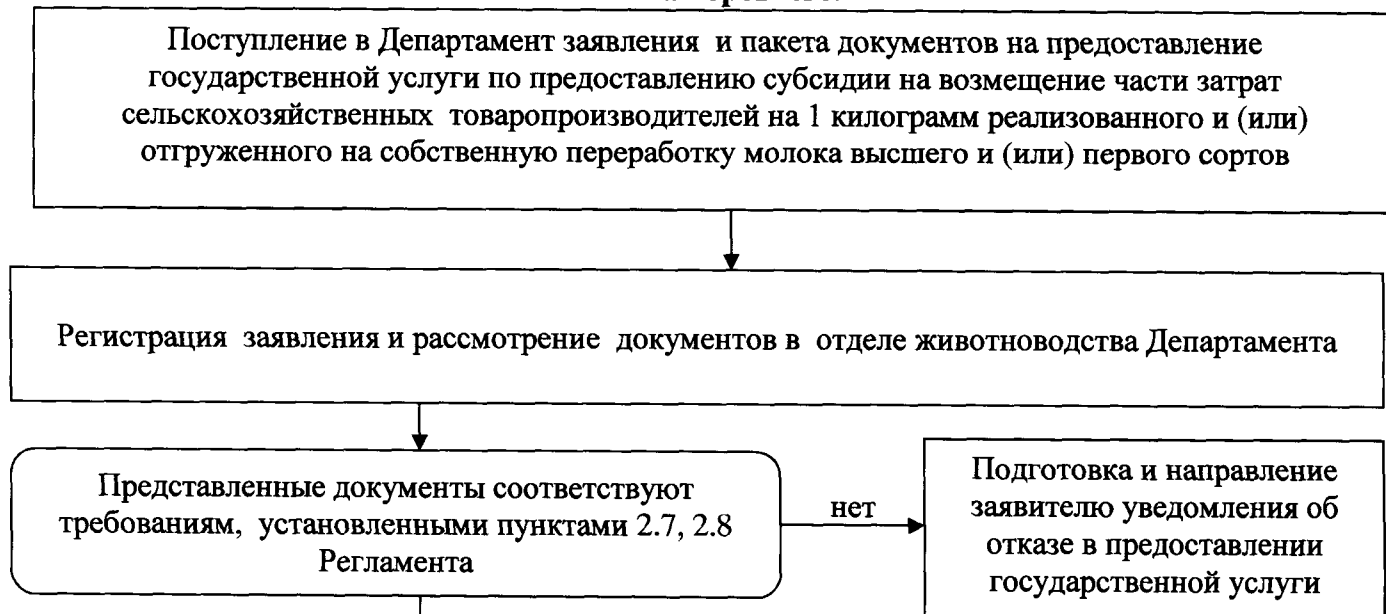 Поступление в Департамент заявления и пакета документов на предоставление
государственной услуги по предоставлению субсидии на возмещение части затрат
сельскохозяйственных товаропроизводителей на 1 килограмм реализованного и (или)
отгруженного на собственную переработку молока высшего и (или) первого сортов
Регистрация заявления и рассмотрение документов в отделе животноводства Департамента
Представленные документы соответствуют
требованиям, установленными пунктами 2.7, 2.8
Регламента
нет
Подготовка и направление
заявителю уведомления об
отказе в предоставлении
государственной услуги